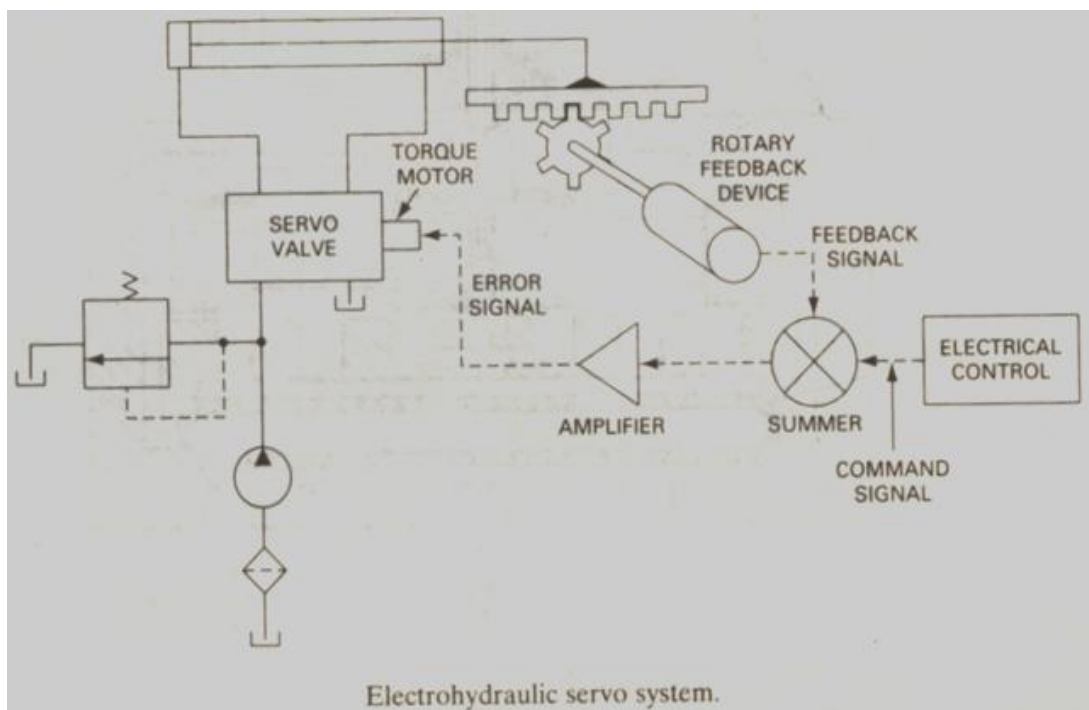 TORQUE
MOTOR
ROTARY
FEEDBACK
DEVICE
SERVO
VALVE
FEEDBACK
SIGNAL
ERROR
SIGNAL
ELECTRICAL
CONTROL
AMPLIFIER
SUMMER
COMMAND
SIGNAL
Electrohydraulic servo system.